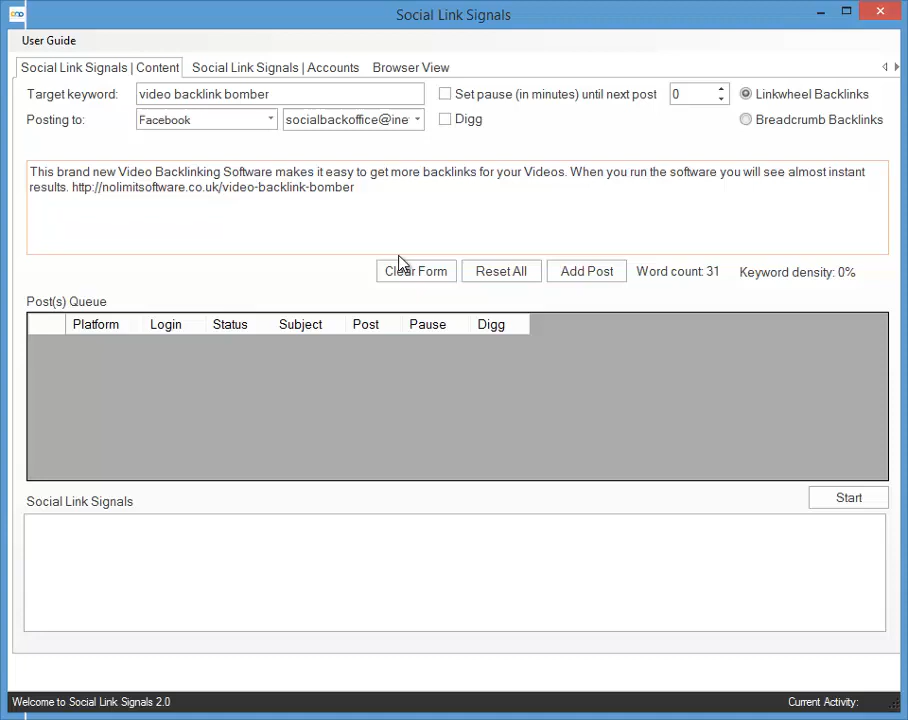 Social Link Signals
User Guide
Social Link Signals | Content Social Link Signals | Accounts Browser View
Target keyword: video backlink bomber Set pause (in minutes) until next post 0 Linkwheel Backlinks
Posting to: Facebook socialbackoffice@ine Digg Breadcrumb Backlinks
This brand new Video Backlinking Software makes it easy to get more backlinks for your Videos. When you run the software you will see almost instant
results. http://nolimitsoftware.co.uk/video-backlink-bomber
Clear Form Reset All Add Post Word count: 31 Keyword density: 0%
Post(s) Queue
Platform Login Status Subject Post Pause Digg
Social Link Signals Start
Welcome to Social Link Signals 2.0 Current Activity: